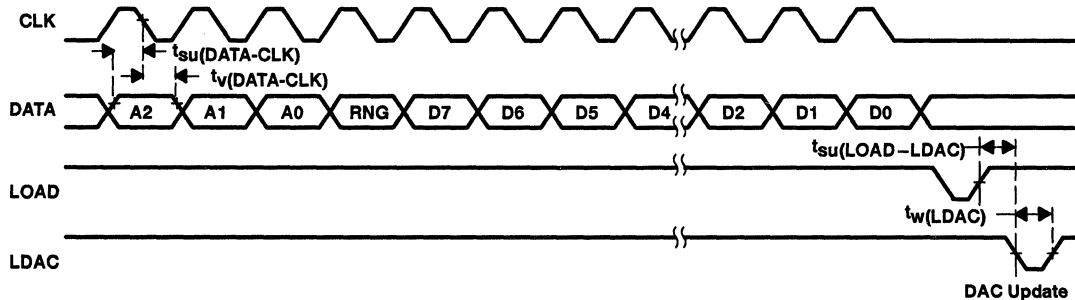 CLK
tsu(DATA-CLK)
tv(DATA-CLK)
DATA A2 A1 A0 RNG D7 D6 D5 D4 D2 D1 D0
tsu(LOAD–LDAC)
LOAD
tw(LDAC)
LDAC
DAC Update